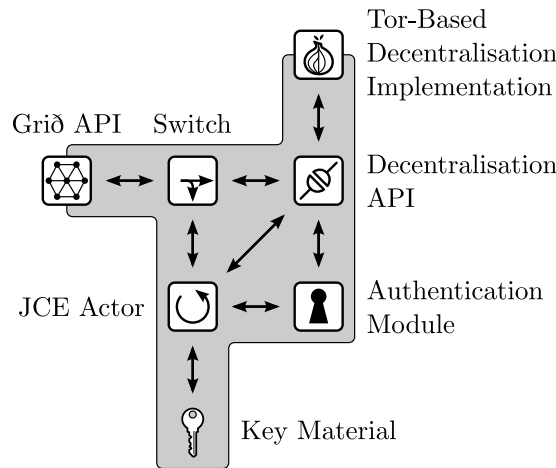 Tor-Based
Decentralisation
Implementation
Grið API
Switch
Decentralisation
API
JCE Actor
Authentication
Module
Key Material